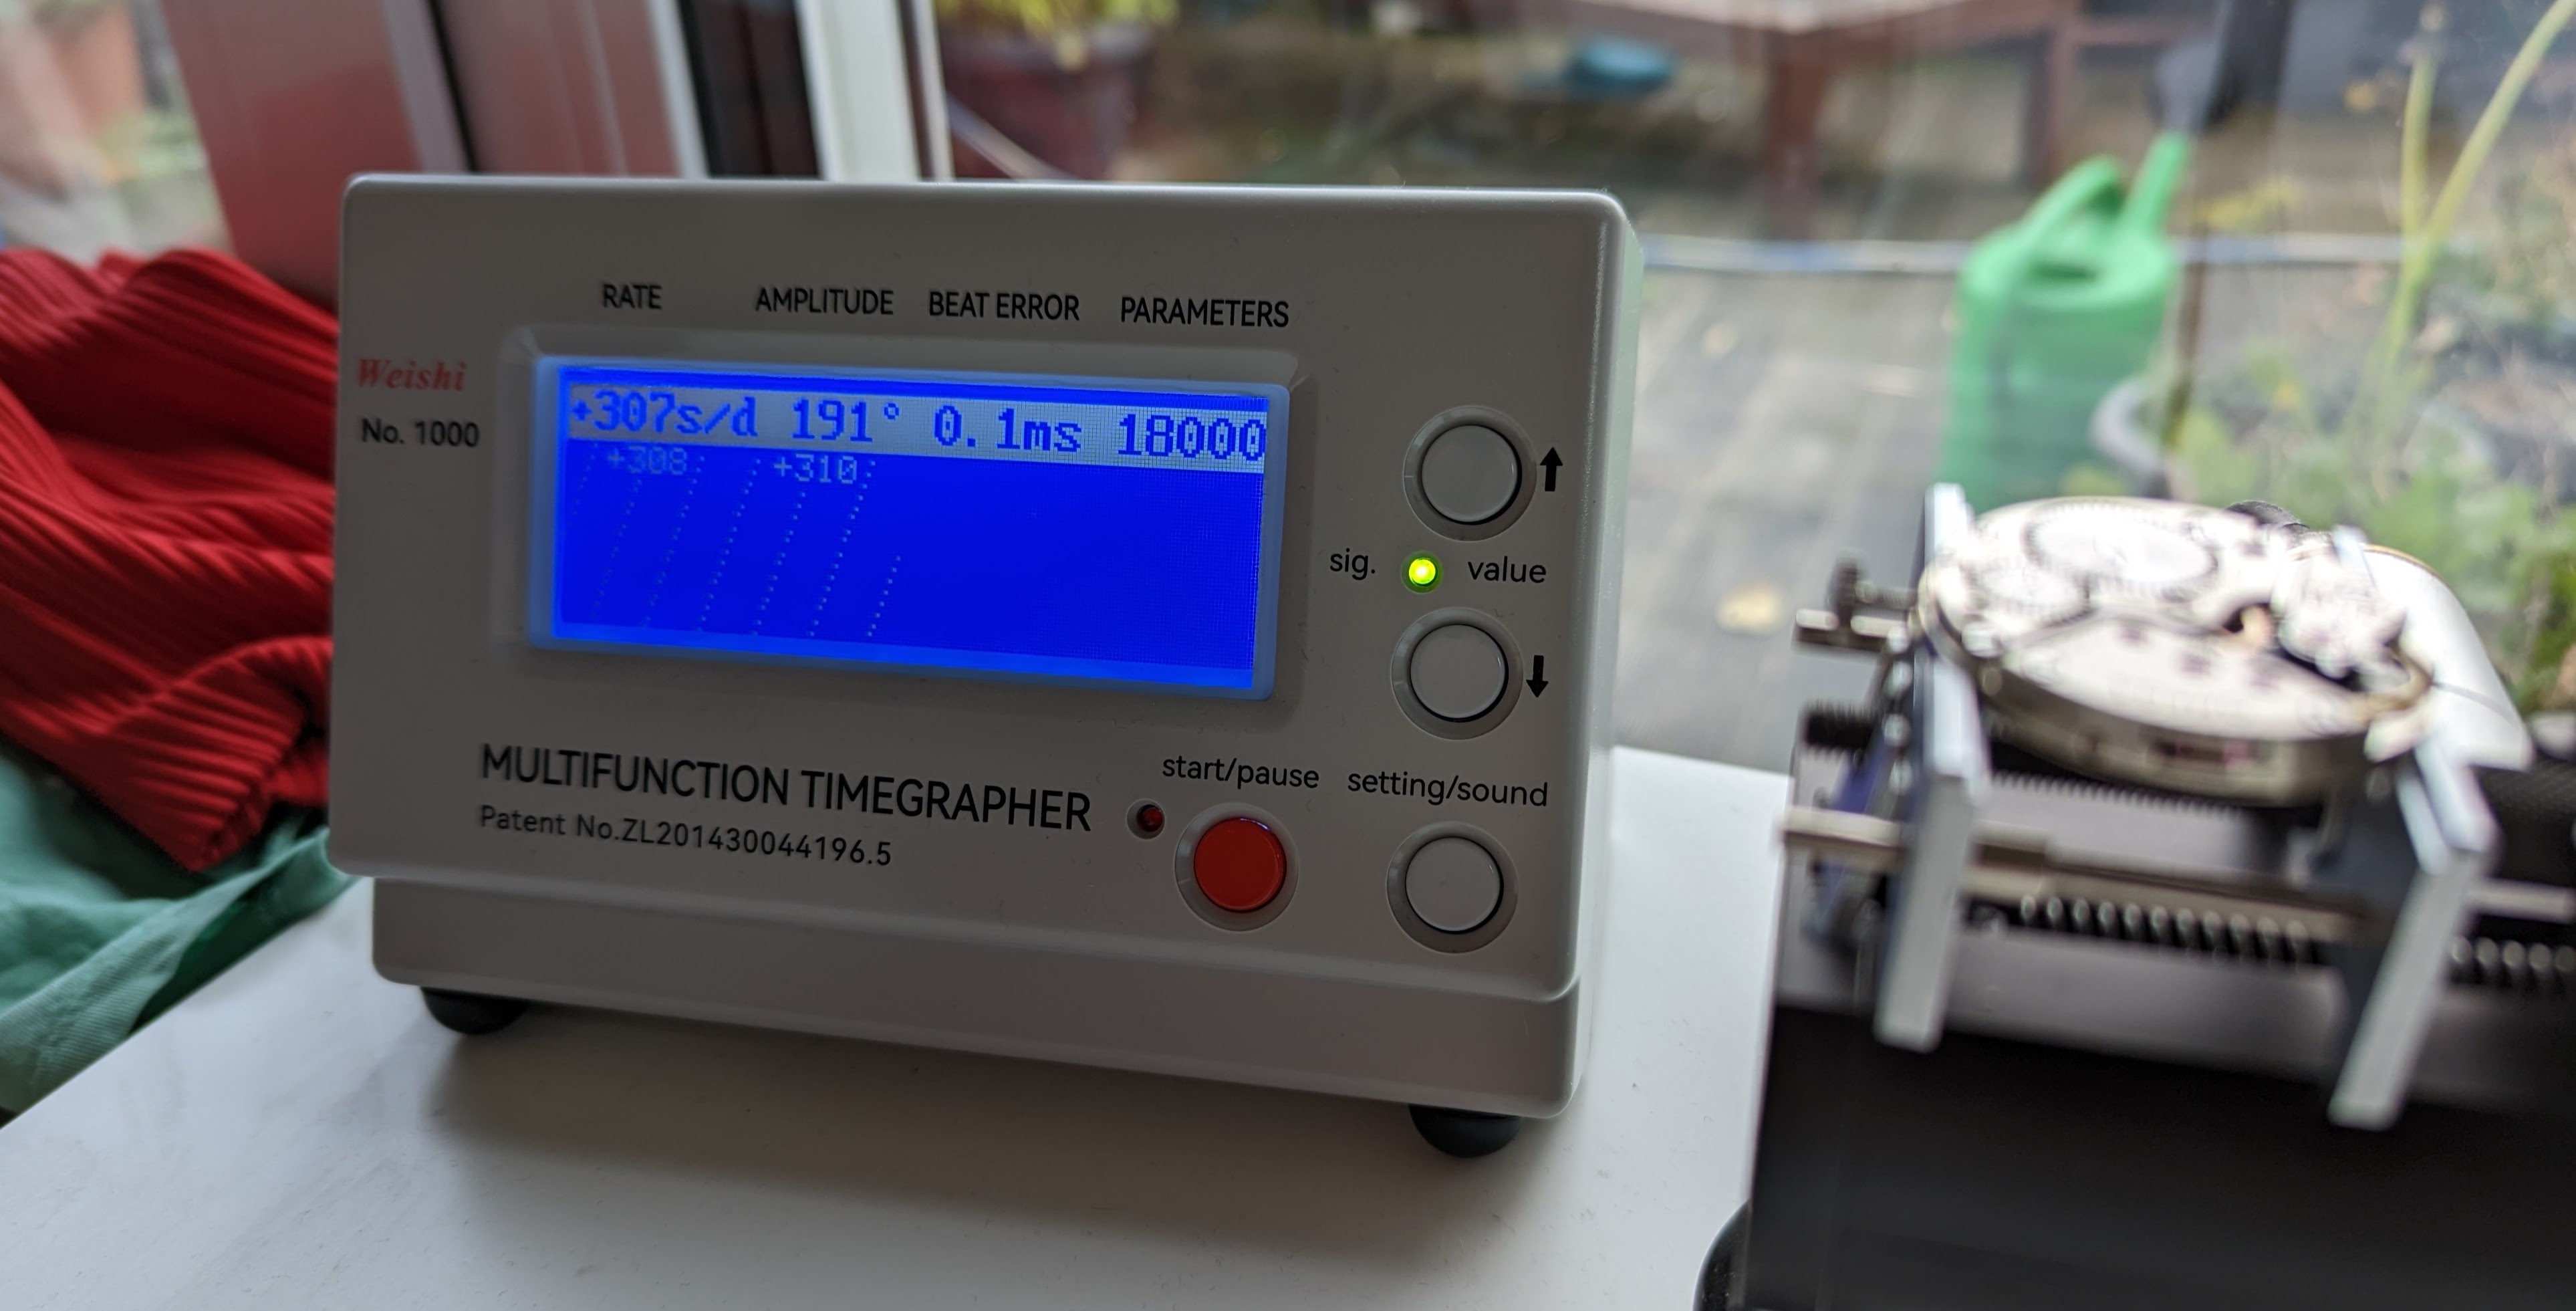 RATE AMPLITUDE BEAT ERROR PARAMETERS
Weishi
No. 1000
+307s/d 191° 0.1ms 18000
+308 +310
sig. value
start/pause setting/sound
MULTIFUNCTION TIMEGRAPHER
Patent No.ZL201430044196.5